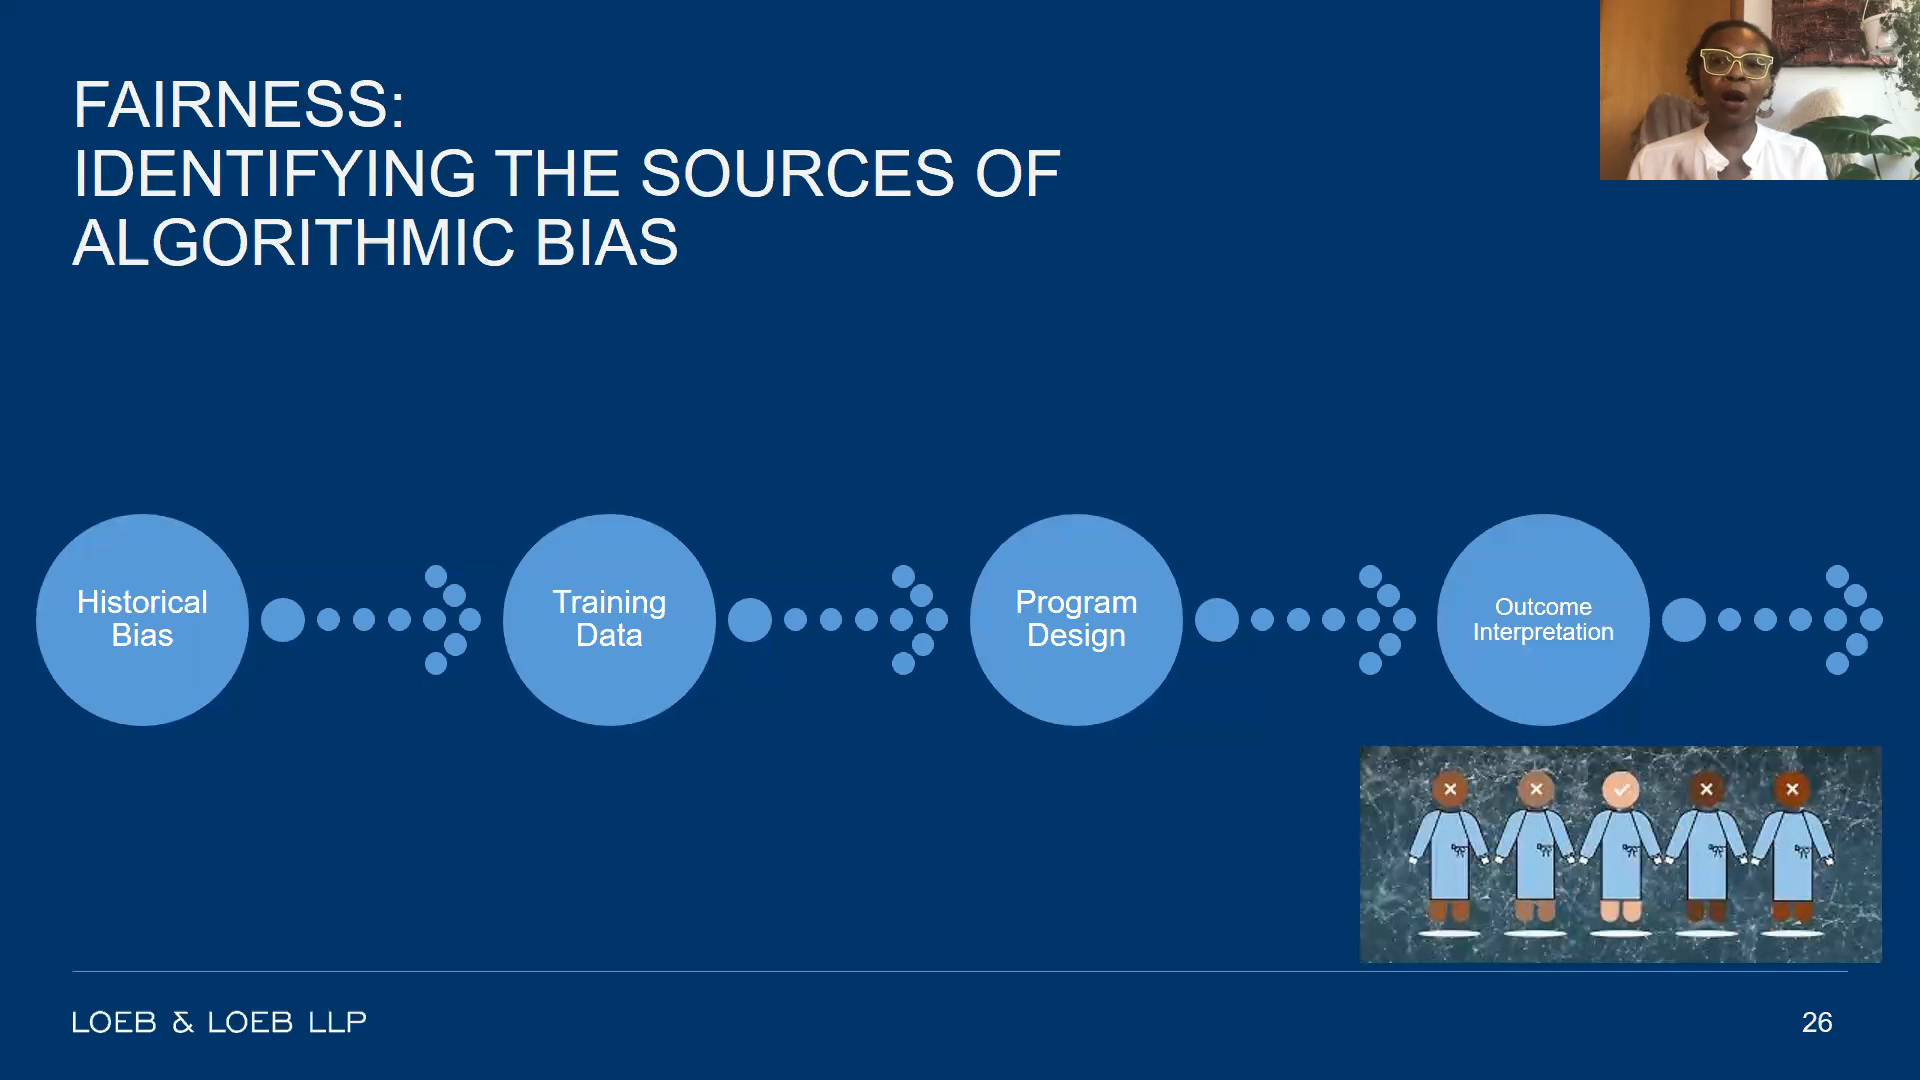 FAIRNESS:
IDENTIFYING THE SOURCES OF
ALGORITHMIC BIAS
Historical
Bias
Training
Data
Program
Design
Outcome
Interpretation
LOEB & LOEB LLP
26